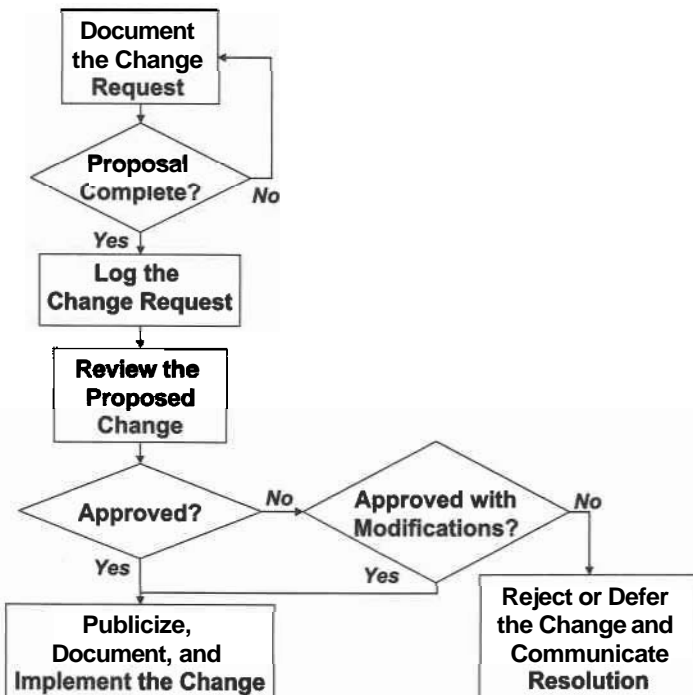 Document
the Change
Request
Proposal
Complete?
No
Yes
Log the
Change Request
Review the
Proposed
Change
Approved?
No
Approved with
Modifications?
No
Yes
Yes
Publicize,
Document, and
Implement the Change
Reject or Defer
the Change and
Communicate
Resolution